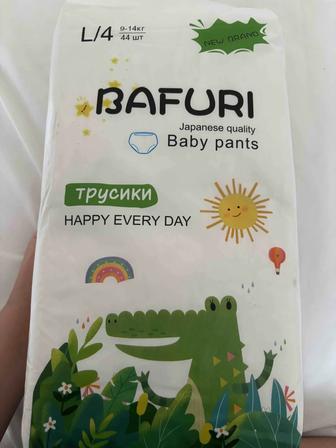 L/4
9-14кг
44 шт
NEW BRAND
BAFURI
Japanese quality
Baby pants
трусики
HAPPY EVERY DAY